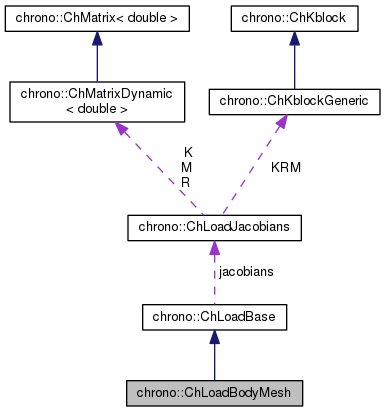 chrono::ChMatrix< double >
chrono::ChKblock
chrono::ChMatrixDynamic
< double >
chrono::ChKblockGeneric
K
M
R
KRM
chrono::ChLoadJacobians
jacobians
chrono::ChLoadBase
chrono::ChLoadBodyMesh